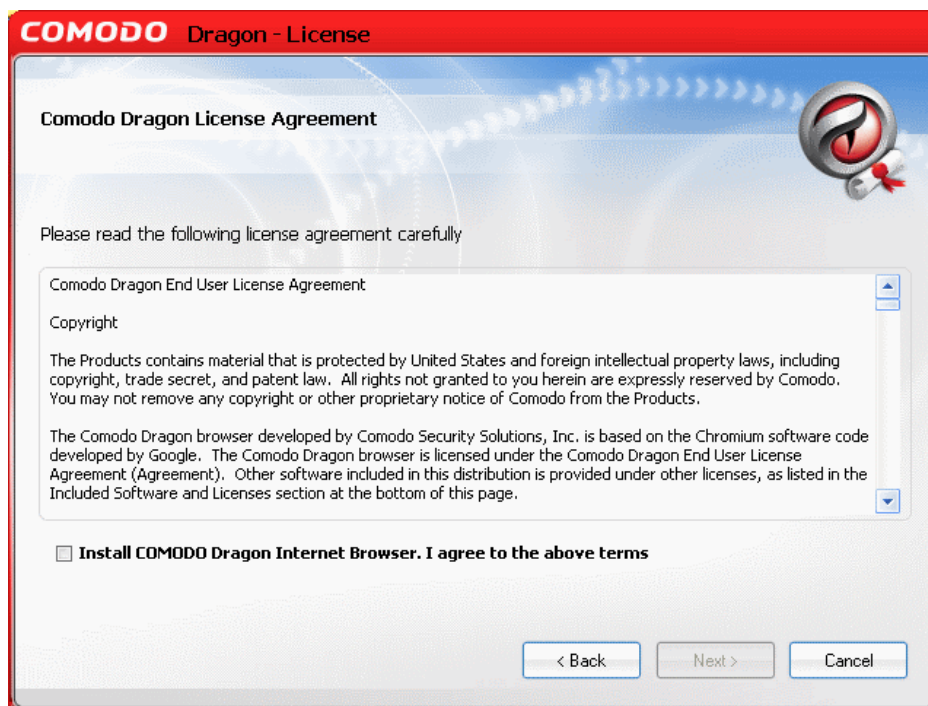 COMODO Dragon - License
Comodo Dragon License Agreement
Please read the following license agreement carefully
Comodo Dragon End User License Agreement
Copyright
The Products contains material that is protected by United States and foreign intellectual property laws, including
copyright, trade secret, and patent law.  All rights not granted to you herein are expressly reserved by Comodo.
You may not remove any copyright or other proprietary notice of Comodo from the Products.
The Comodo Dragon browser developed by Comodo Security Solutions, Inc. is based on the Chromium software code
developed by Google.  The Comodo Dragon browser is licensed under the Comodo Dragon End User License
Agreement (Agreement).  Other software included in this distribution is provided under other licenses, as listed in the
Included Software and Licenses section at the bottom of this page.
Install COMODO Dragon Internet Browser. I agree to the above terms
< Back Next > Cancel